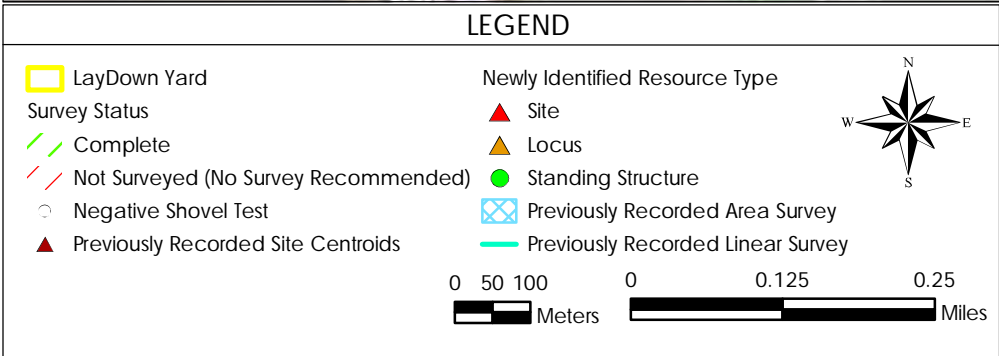 LEGEND
LayDown Yard
Survey Status
Complete
Not Surveyed (No Survey Recommended)
Negative Shovel Test
Previously Recorded Site Centroids
Newly Identified Resource Type
Site
Locus
Standing Structure
Previously Recorded Area Survey
Previously Recorded Linear Survey
N
W E
S
0 50 100
Meters
0 0.125 0.25
Miles